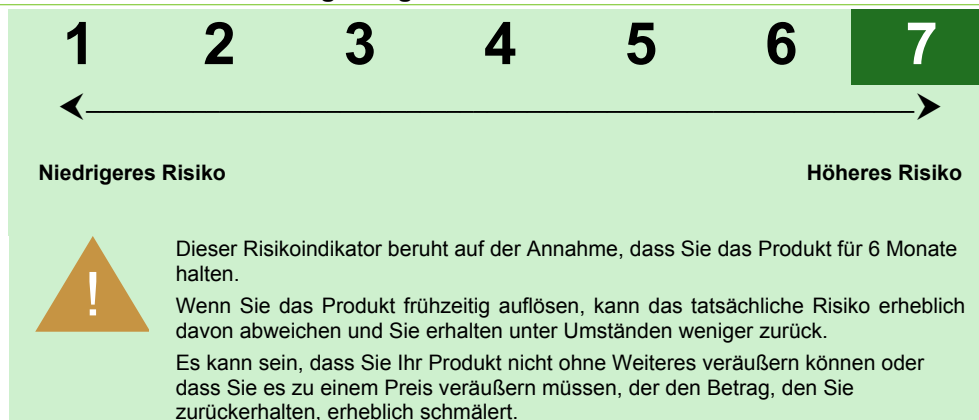 1 2 3 4 5 6 7
Niedrigeres Risiko Höheres Risiko
!
Dieser Risikoindikator beruht auf der Annahme, dass Sie das Produkt für 6 Monate
halten.
Wenn Sie das Produkt frühzeitig auflösen, kann das tatsächliche Risiko erheblich
davon abweichen und Sie erhalten unter Umständen weniger zurück.
Es kann sein, dass Sie Ihr Produkt nicht ohne Weiteres veräußern können oder
dass Sie es zu einem Preis veräußern müssen, der den Betrag, den Sie
zurückerhalten, erheblich schmälert.